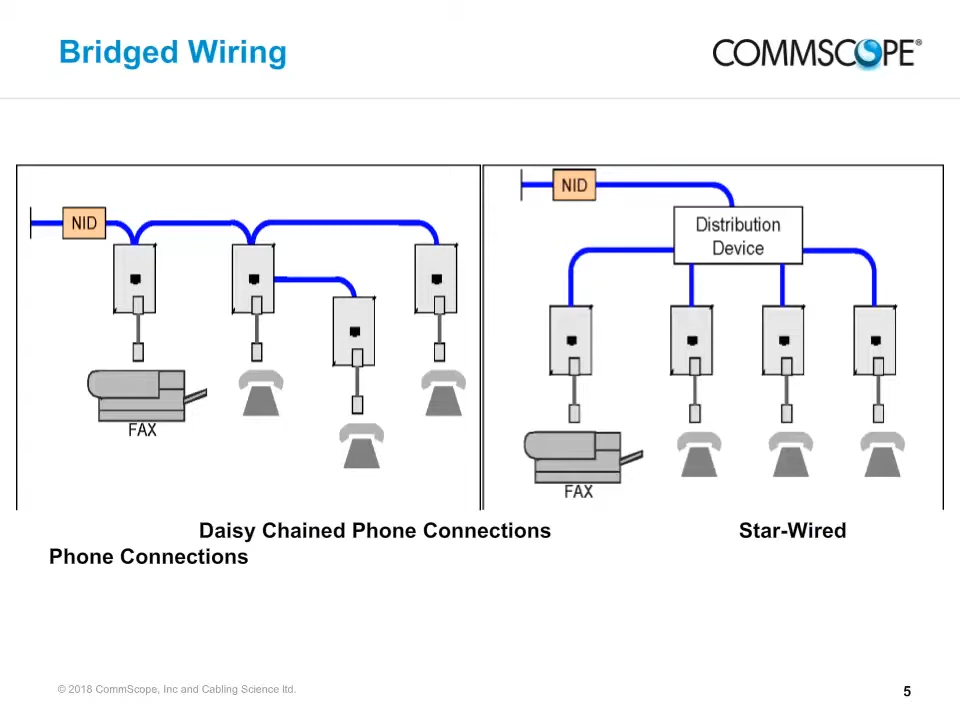 Bridged Wiring
COMMSCOPE®
NID
FAX
NID
Distribution
Device
FAX
Daisy Chained Phone Connections Star-Wired
Phone Connections
© 2018 CommScope, Inc and Cabling Science ltd.
5